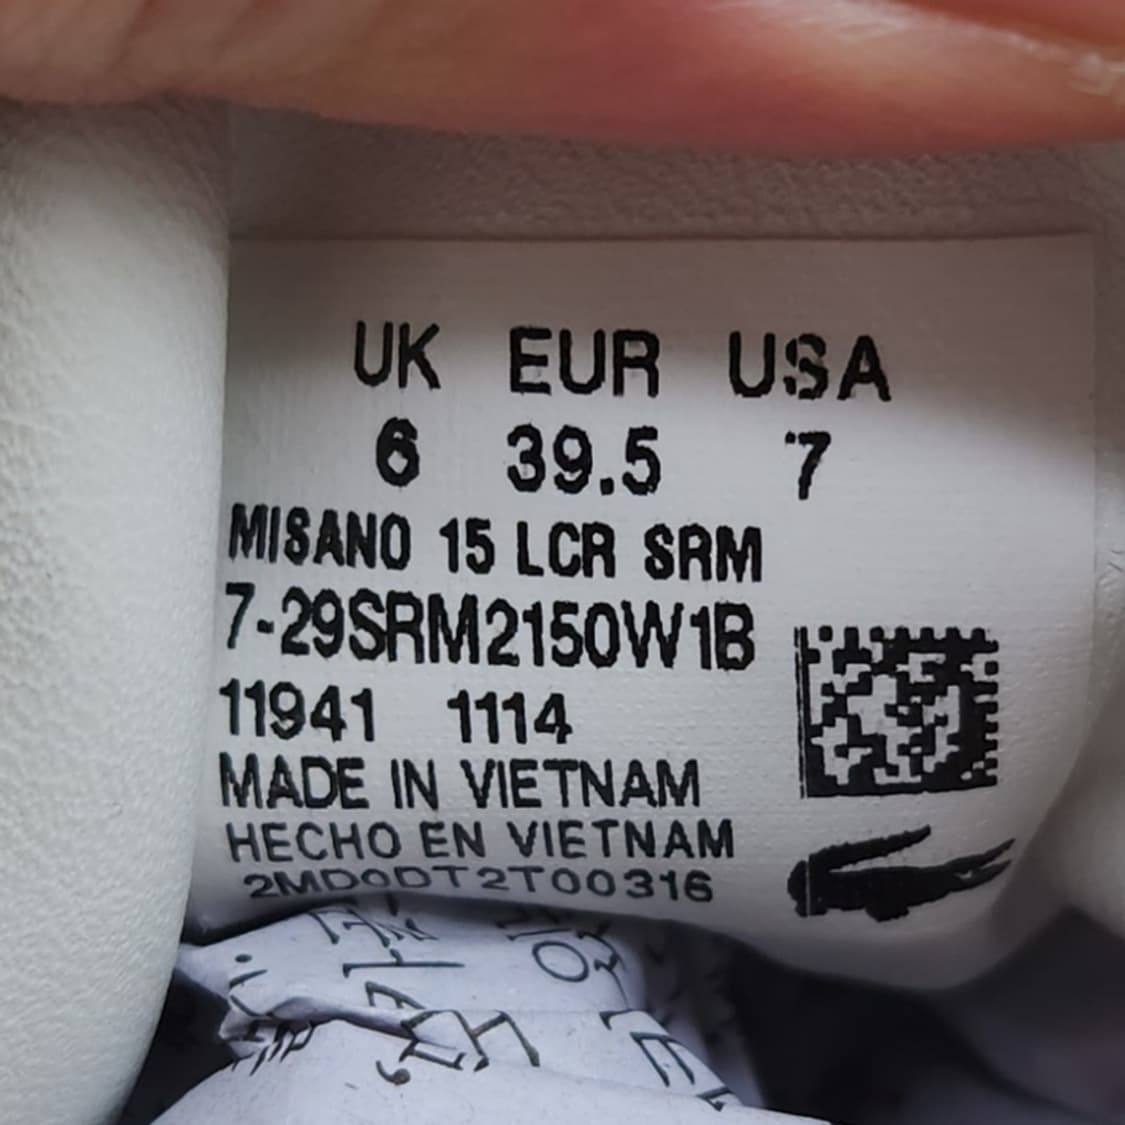 UK EUR USA
6 39.5 7
MISANO 15 LCR SRM
7-29SRM2150W1B
11941 1114
MADE IN VIETNAM
HECHO EN VIETNAM
2MD0DT2T00316